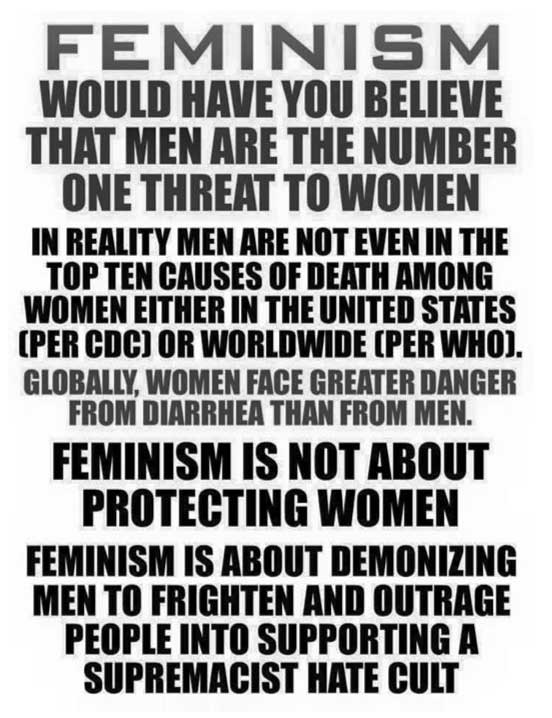 FEMINISM
WOULD HAVE YOU BELIEVE
THAT MEN ARE THE NUMBER
ONE THREAT TO WOMEN
IN REALITY MEN ARE NOT EVEN IN THE
TOP TEN CAUSES OF DEATH AMONG
WOMEN EITHER IN THE UNITED STATES
(PER CDC) OR WORLDWIDE (PER WHO).
GLOBALLY, WOMEN FACE GREATER DANGER
FROM DIARRHEA THAN FROM MEN.
FEMINISM IS NOT ABOUT
PROTECTING WOMEN
FEMINISM IS ABOUT DEMONIZING
MEN TO FRIGHTEN AND OUTRAGE
PEOPLE INTO SUPPORTING A
SUPREMACIST HATE CULT